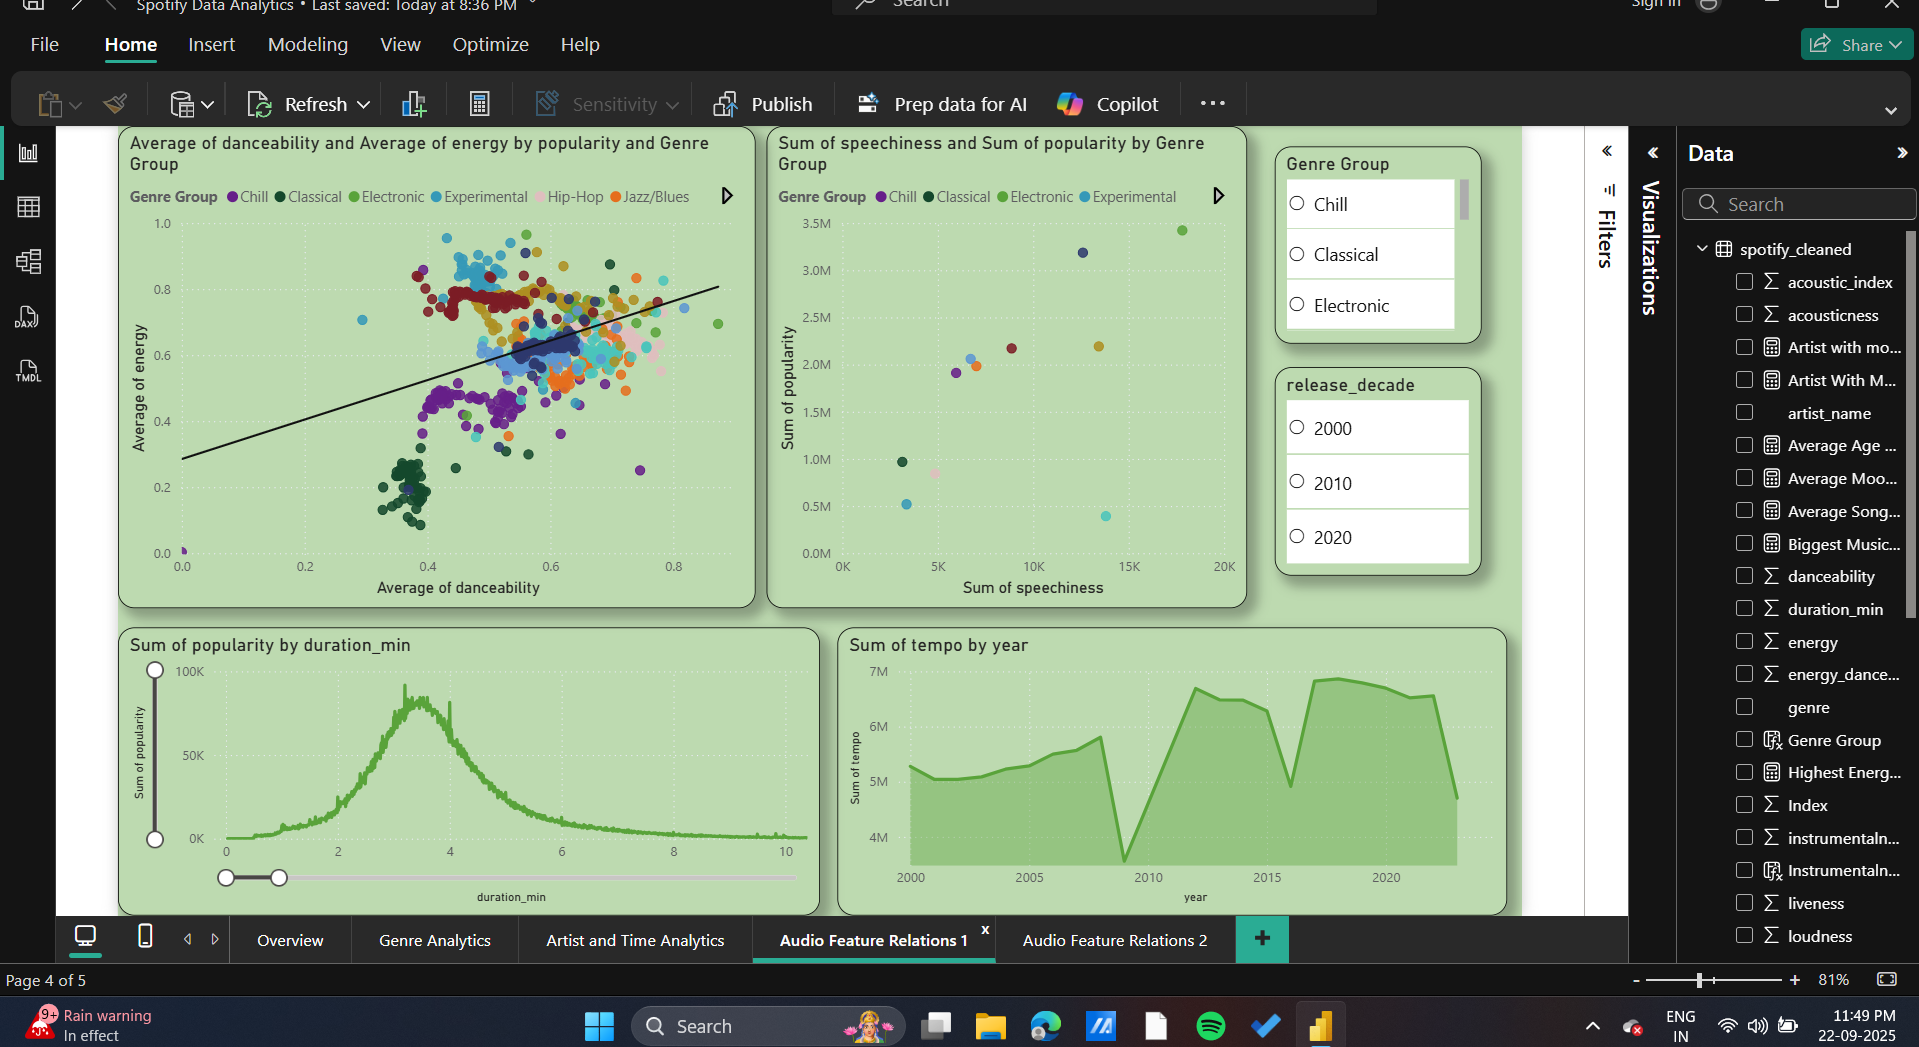 Spotify Data Analytics • Last saved: Today at 8:36 PM
Search
Sign in
File
Home
Insert
Modeling
View
Optimize
Help
Share
Refresh
Sensitivity
Publish
Prep data for AI
Copilot
Average of danceability and Average of energy by popularity and Genre
Group
Genre Group Chill Classical Electronic Experimental Hip-Hop Jazz/Blues
1.0
0.8
0.6
0.4
0.2
0.0
Average of energy
0.0 0.2 0.4 0.6 0.8
Average of danceability
Sum of speechiness and Sum of popularity by Genre
Group
Genre Group Chill Classical Electronic Experimental
3.5M
3.0M
2.5M
2.0M
1.5M
1.0M
0.5M
0.0M
Sum of popularity
0K 5K 10K 15K 20K
Sum of speechiness
Genre Group
Chill
Classical
Electronic
release_decade
2000
2010
2020
Sum of popularity by duration_min
100K
50K
0K
Sum of popularity
0 2 4 6 8 10
duration_min
Sum of tempo by year
7M
6M
5M
4M
Sum of tempo
2000 2005 2010 2015 2020
year
Filters
Visualizations
Data
Search
spotify_cleaned
acoustic_index
acousticness
Artist with mo...
Artist With M...
artist_name
Average Age ...
Average Moo...
Average Song...
Biggest Music...
danceability
duration_min
energy
energy_dance...
genre
Genre Group
Highest Energ...
Index
instrumentaln...
Instrumentaln...
liveness
loudness
DAX
TMDL
Overview
Genre Analytics
Artist and Time Analytics
Audio Feature Relations 1
x
Audio Feature Relations 2
+
Page 4 of 5
- + 81%
9+
Rain warning
In effect
Search
ENG
IN
11:49 PM
22-09-2025